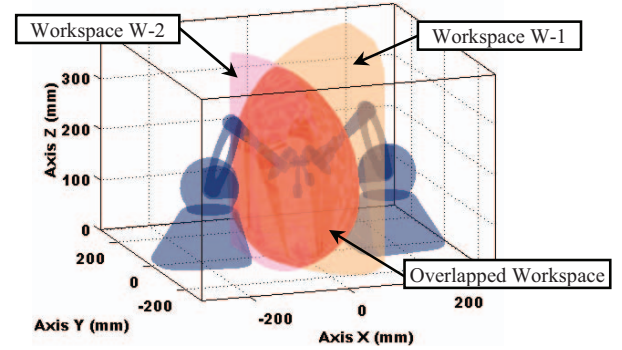 Workspace W-2
Workspace W-1
300
200
100
0
Axis Z (mm)
200
0
-200
Axis Y (mm)
-200
0
200
Axis X (mm)
Overlapped Workspace